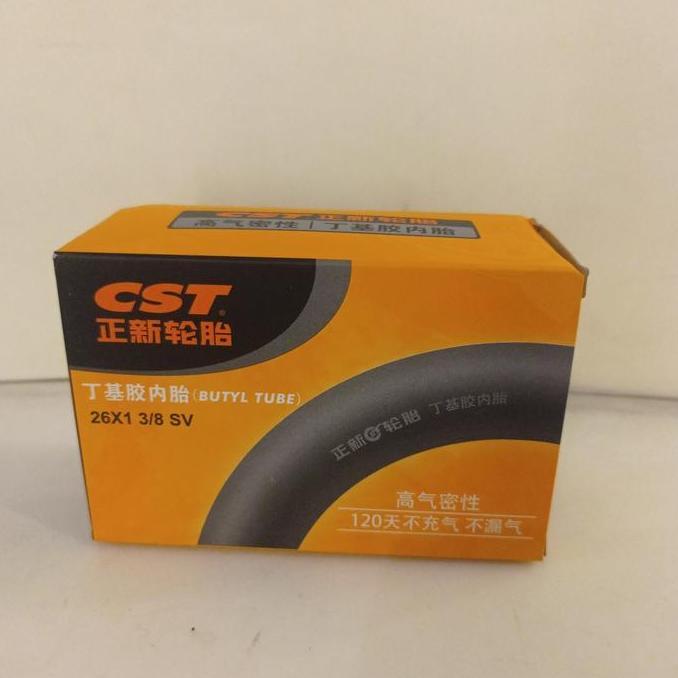 CST 正新轮胎
高气密性 | 丁基胶内胎
CST®
正新轮胎
丁基胶内胎(BUTYL TUBE)
26X1 3/8 SV
正新轮胎 丁基胶内胎
高气密性
120天不充气 不漏气